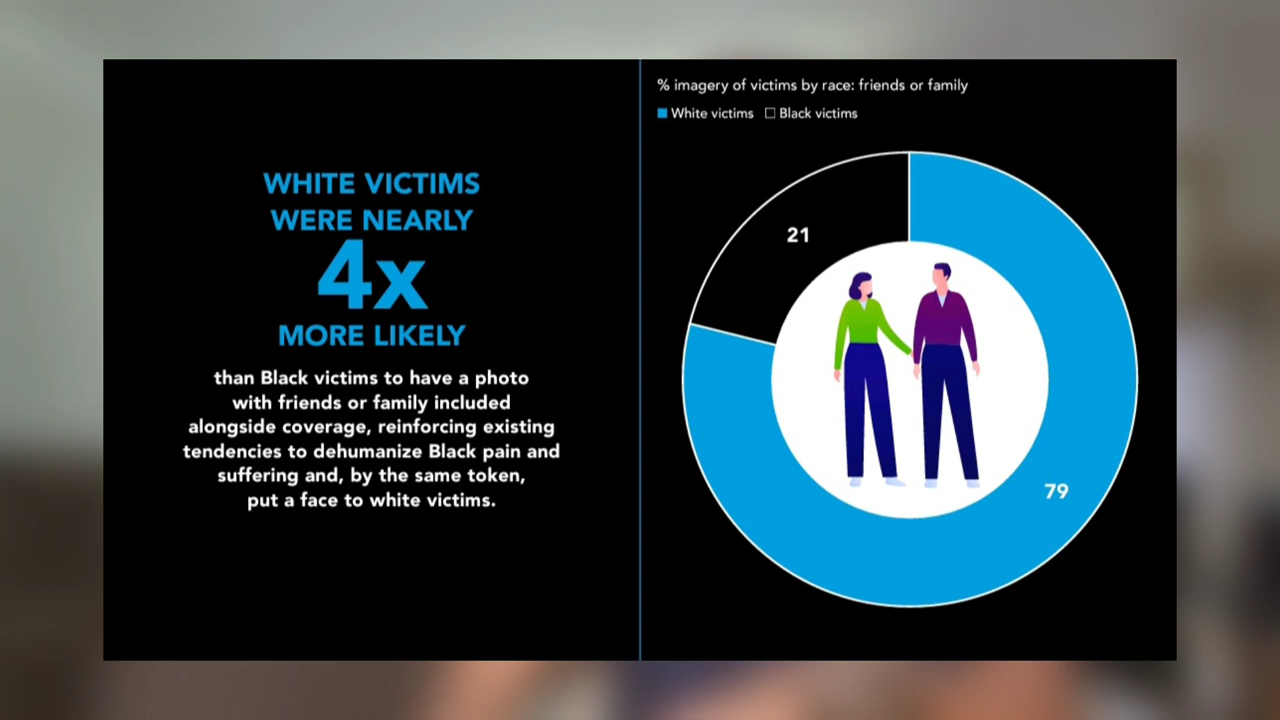 WHITE VICTIMS
WERE NEARLY
4x
MORE LIKELY
than Black victims to have a photo
with friends or family included
alongside coverage, reinforcing existing
tendencies to dehumanize Black pain and
suffering and, by the same token,
put a face to white victims.
% imagery of victims by race: friends or family
White victims Black victims
21
79